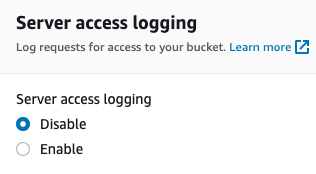 Server access logging
Log requests for access to your bucket. Learn more
Server access logging
Disable
Enable